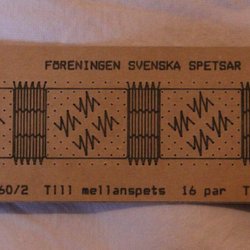 FÖRENINGEN SVENSKA SPETSAR
60/2 Till mellanspets 16 par T